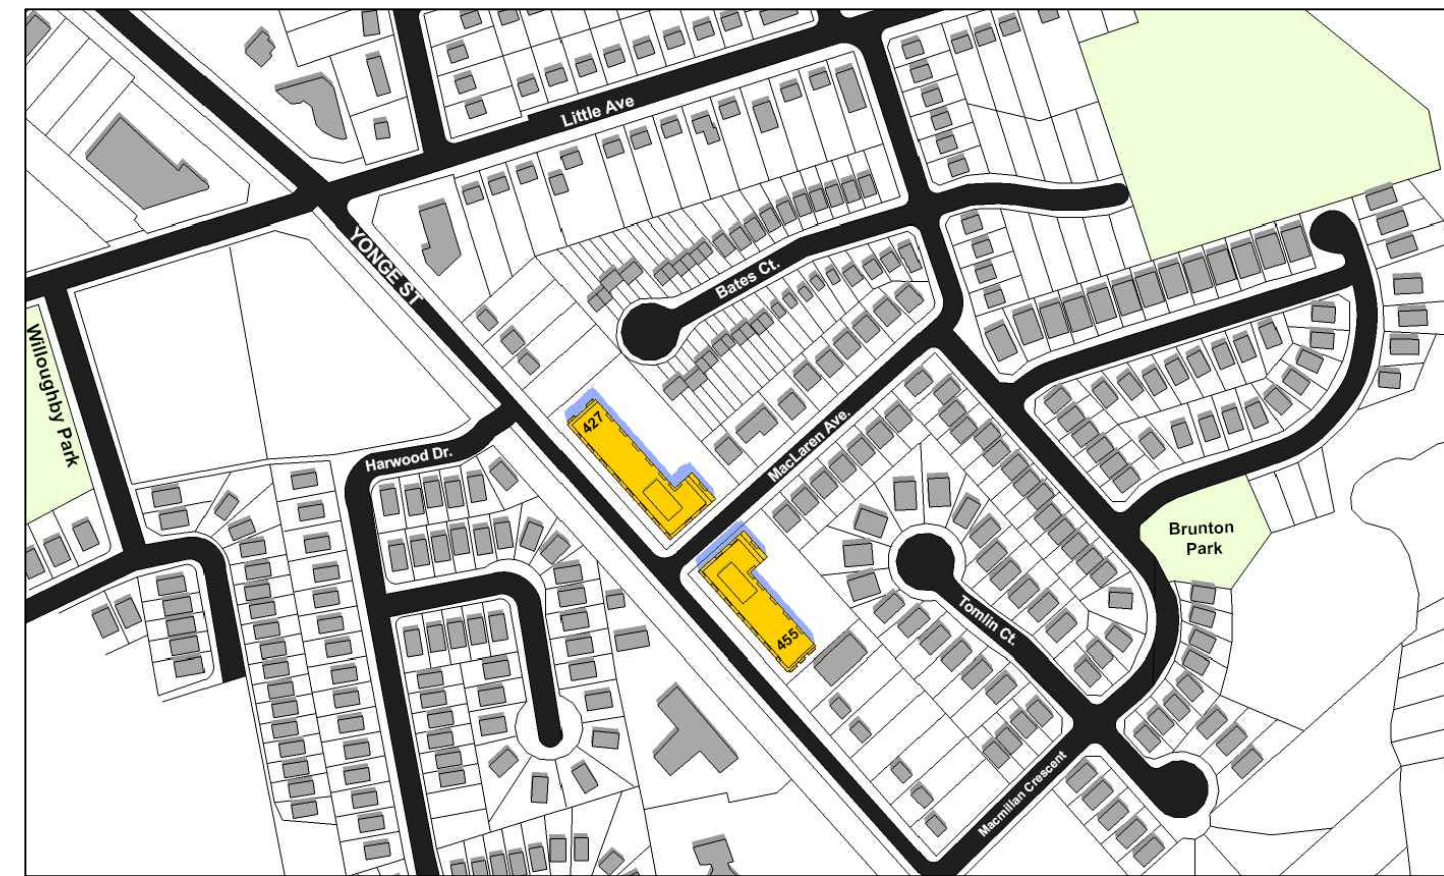 Little Ave
YONGE ST
Bates Ct.
Willoughby Park
427
MacLaren Ave.
Harwood Dr.
Brunton
Park
455
Tomlin Ct.
Macmillan Crescent